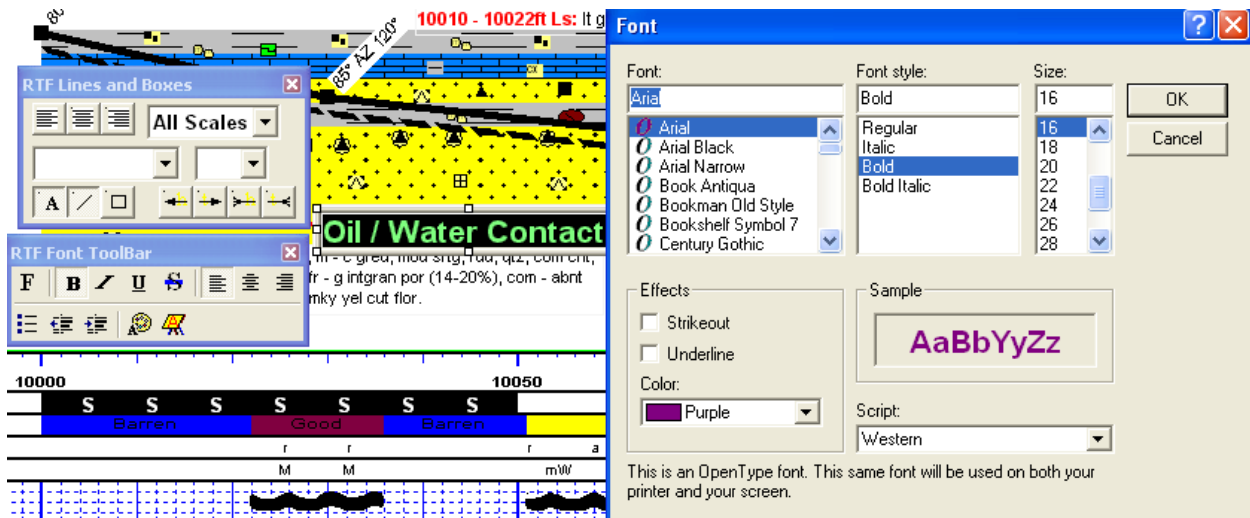 10010 - 10022ft Ls: It g
85° AZ 120°
RTF Lines and Boxes
All Scales
A
Oil / Water Contact
RTF Font ToolBar
F B I U S
fr - g intgran por (14-20%), com - abnt
mky yel cut flor.
10000 10050
S S S S S S S
Barren Good Barren
r r r a
M M mW
Font
Font: Font style: Size:
Arial Bold 16
OK
Cancel
O Arial Regular 16
O Arial Black Italic 18
O Arial Narrow Bold 20
O Book Antiqua Bold Italic 22
O Bookman Old Style 24
O Bookshelf Symbol 7 26
O Century Gothic 28
Effects
Strikeout
Underline
Color:
Purple
Sample
AaBbYyZz
Script:
Western
This is an OpenType font. This same font will be used on both your
printer and your screen.